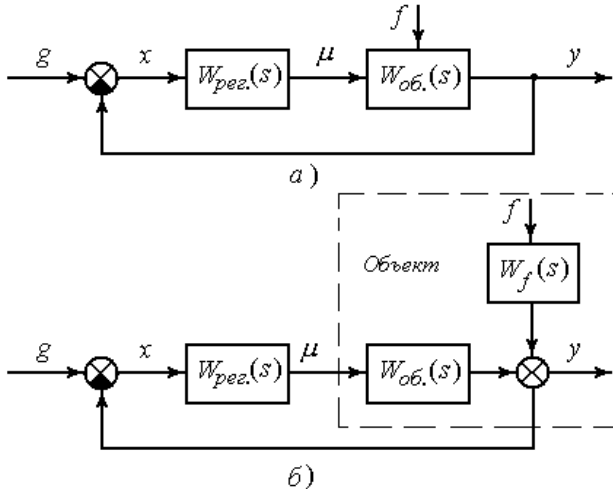 f
g x W_рег.(s) μ W_об.(s) y
а)
f
Объект W_f(s)
g x W_рег.(s) μ W_об.(s) y
б)